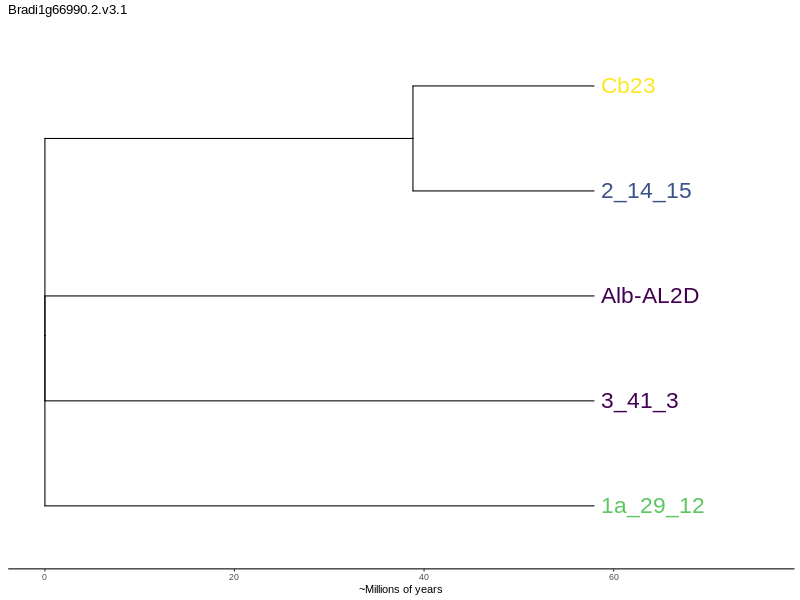 Bradi1g66990.2.v3.1
Cb23
2_14_15
Alb-AL2D
3_41_3
1a_29_12
0 20 40 60
~Millions of years